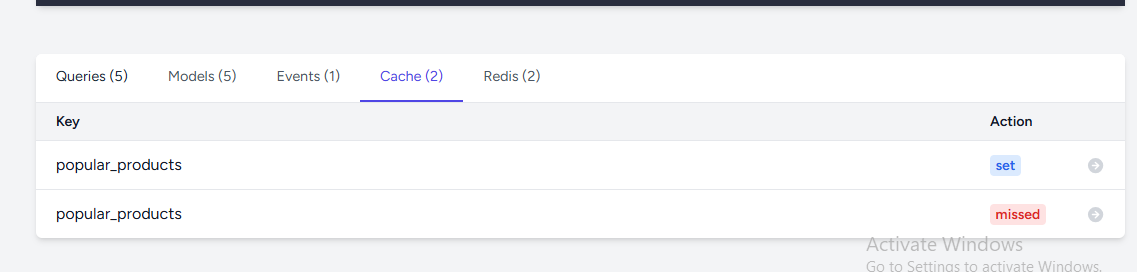 Queries (5) Models (5) Events (1) Cache (2) Redis (2)
Key Action
popular_products set
popular_products missed
Activate Windows
Go to Settings to activate Windows.